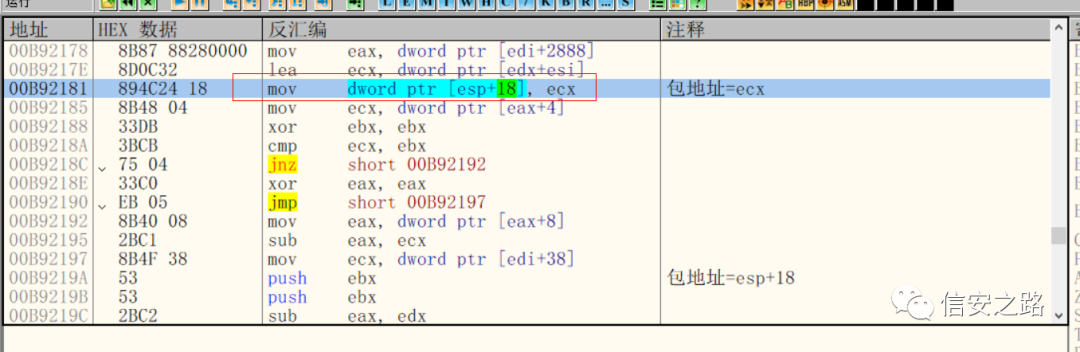 运行 L E M T W H C / K B R ... S ?
地址 HEX 数据 反汇编 注释
00B92178 8B87 88280000 mov eax, dword ptr [edi+2888]
00B9217E 8D0C32 lea ecx, dword ptr [edx+esi]
00B92181 894C24 18 mov dword ptr [esp+18], ecx 包地址=ecx
00B92185 8B48 04 mov ecx, dword ptr [eax+4]
00B92188 33DB xor ebx, ebx
00B9218A 3BCB cmp ecx, ebx
00B9218C 75 04 jnz short 00B92192
00B9218E 33C0 xor eax, eax
00B92190 EB 05 jmp short 00B92197
00B92192 8B40 08 mov eax, dword ptr [eax+8]
00B92195 2BC1 sub eax, ecx
00B92197 8B4F 38 mov ecx, dword ptr [edi+38]
00B9219A 53 push ebx 包地址=esp+18
00B9219B 53 push ebx
00B9219C 2BC2 sub eax, edx
信安之路